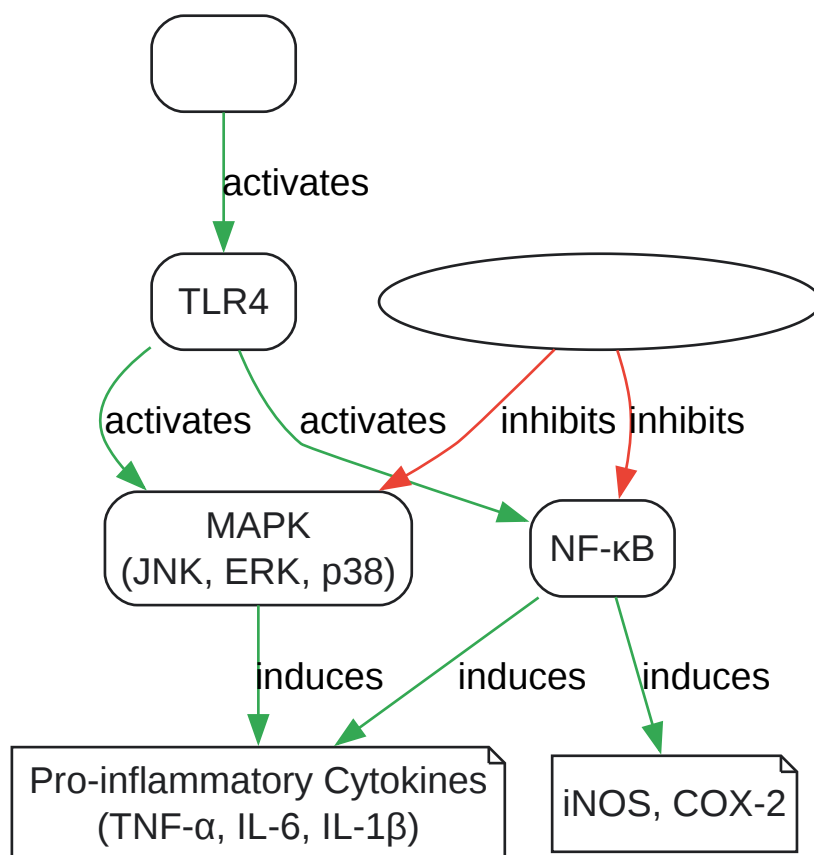 activates
TLR4
activates
activates
inhibits
inhibits
MAPK
(JNK, ERK, p38)
NF-κB
induces
induces
induces
Pro-inflammatory Cytokines
(TNF-α, IL-6, IL-1β)
iNOS, COX-2